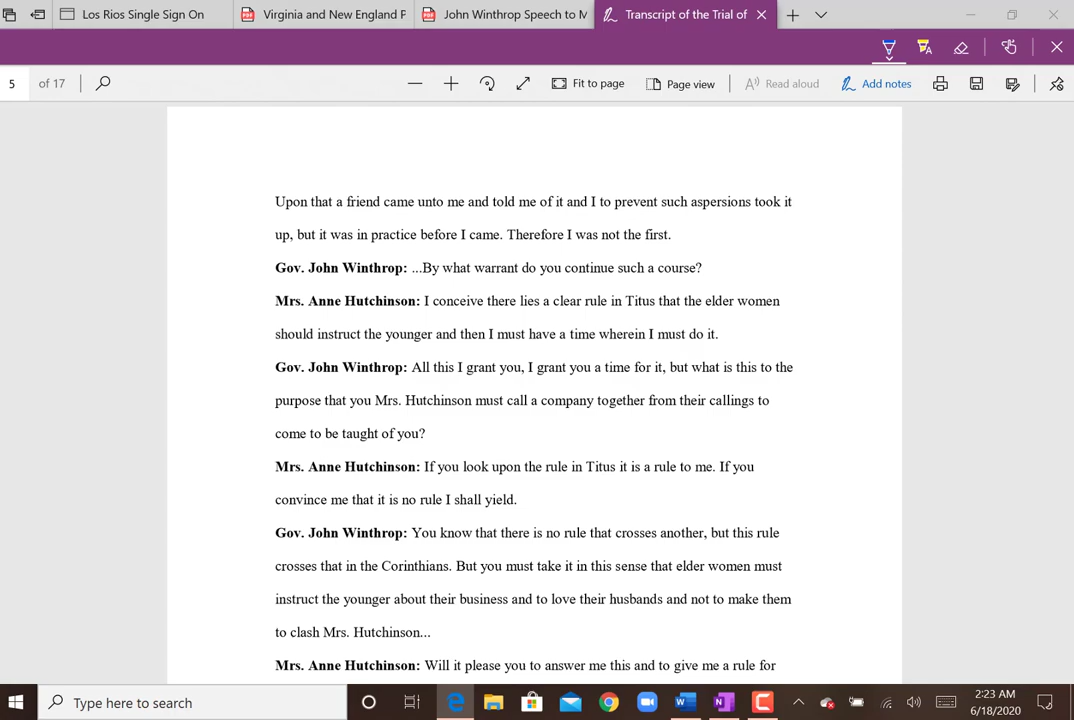 Los Rios Single Sign On
Virginia and New England P
John Winthrop Speech to M
Transcript of the Trial of
5 of 17
Fit to page
Page view
Read aloud
Add notes
Upon that a friend came unto me and told me of it and I to prevent such aspersions took it
up, but it was in practice before I came. Therefore I was not the first.
Gov. John Winthrop: ...By what warrant do you continue such a course?
Mrs. Anne Hutchinson: I conceive there lies a clear rule in Titus that the elder women
should instruct the younger and then I must have a time wherein I must do it.
Gov. John Winthrop: All this I grant you, I grant you a time for it, but what is this to the
purpose that you Mrs. Hutchinson must call a company together from their callings to
come to be taught of you?
Mrs. Anne Hutchinson: If you look upon the rule in Titus it is a rule to me. If you
convince me that it is no rule I shall yield.
Gov. John Winthrop: You know that there is no rule that crosses another, but this rule
crosses that in the Corinthians. But you must take it in this sense that elder women must
instruct the younger about their business and to love their husbands and not to make them
to clash Mrs. Hutchinson...
Mrs. Anne Hutchinson: Will it please you to answer me this and to give me a rule for
Type here to search
2:23 AM
6/18/2020